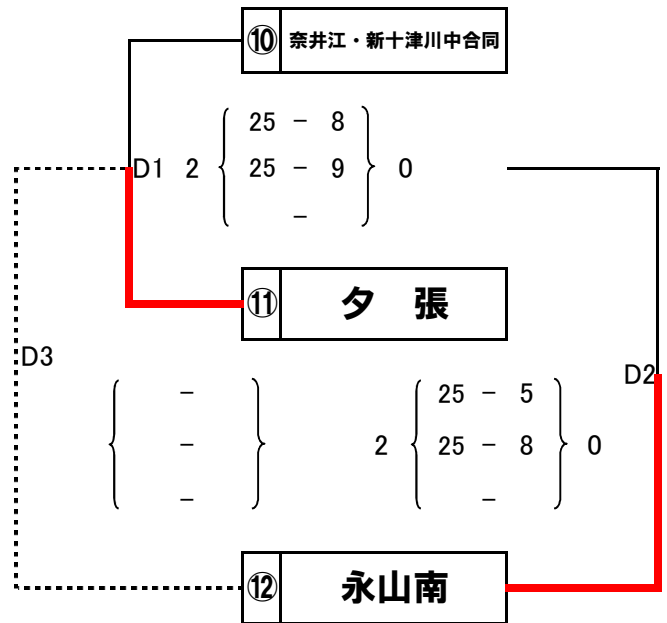 ⑩ 奈井江・新十津川中合同
25 - 8
D1 2 25 - 9 0
-
⑪ 夕 張
D3
D2
-
-
-
25 - 5
2 25 - 8 0
-
⑫ 永山南